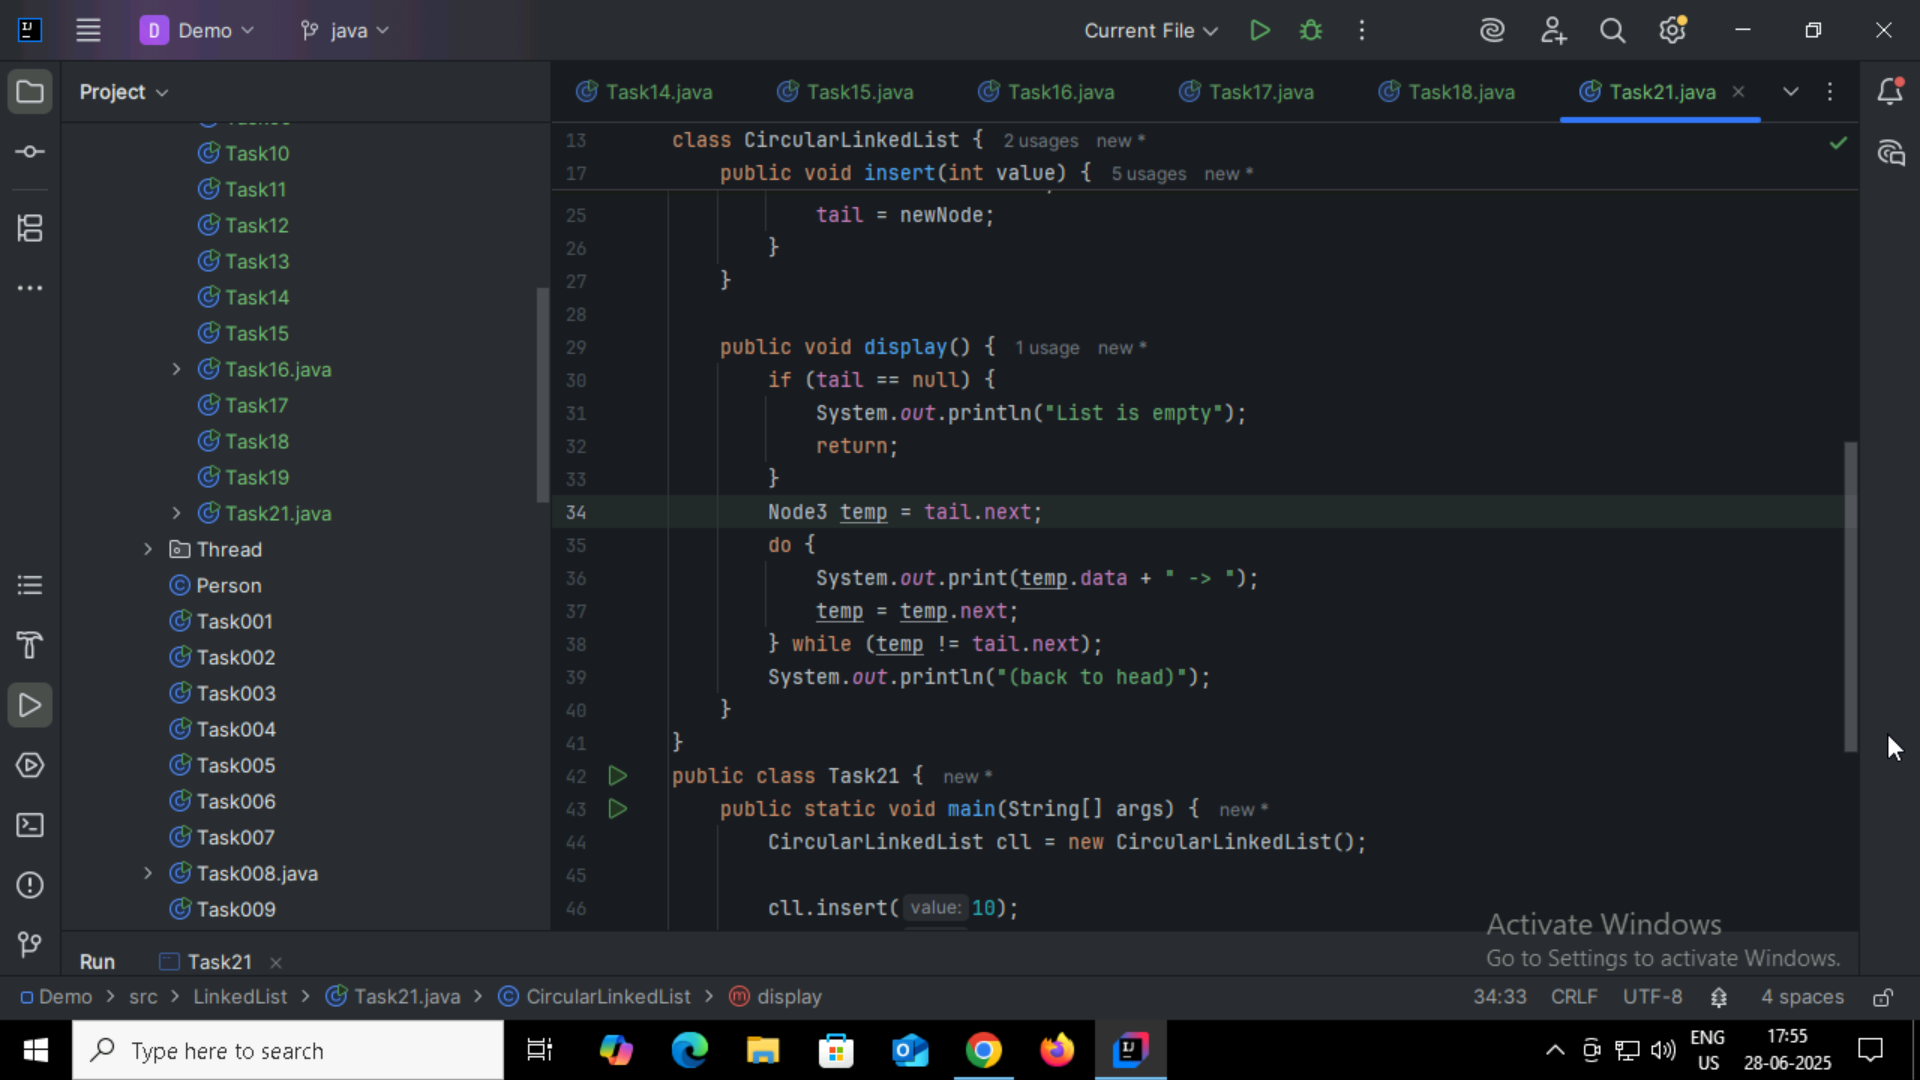 D Demo java Current File
Project
Task10
Task11
Task12
Task13
Task14
Task15
Task16.java
Task17
Task18
Task19
Task21.java
Thread
Person
Task001
Task002
Task003
Task004
Task005
Task006
Task007
Task008.java
Task009
Task14.java Task15.java Task16.java Task17.java Task18.java Task21.java
13 class CircularLinkedList { 2 usages new *
17 public void insert(int value) { 5 usages new *
25 tail = newNode;
26 }
27 }
28
29 public void display() { 1 usage new *
30 if (tail == null) {
31 System.out.println("List is empty");
32 return;
33 }
34 Node3 temp = tail.next;
35 do {
36 System.out.print(temp.data + " -> ");
37 temp = temp.next;
38 } while (temp != tail.next);
39 System.out.println("(back to head)");
40 }
41 }
42 public class Task21 { new *
43 public static void main(String[] args) { new *
44 CircularLinkedList cll = new CircularLinkedList();
45
46 cll.insert( value: 10);
Activate Windows
Go to Settings to activate Windows.
Run Task21
Demo > src > LinkedList > Task21.java > CircularLinkedList > display 34:33 CRLF UTF-8 4 spaces
Type here to search
ENG
US
17:55
28-06-2025